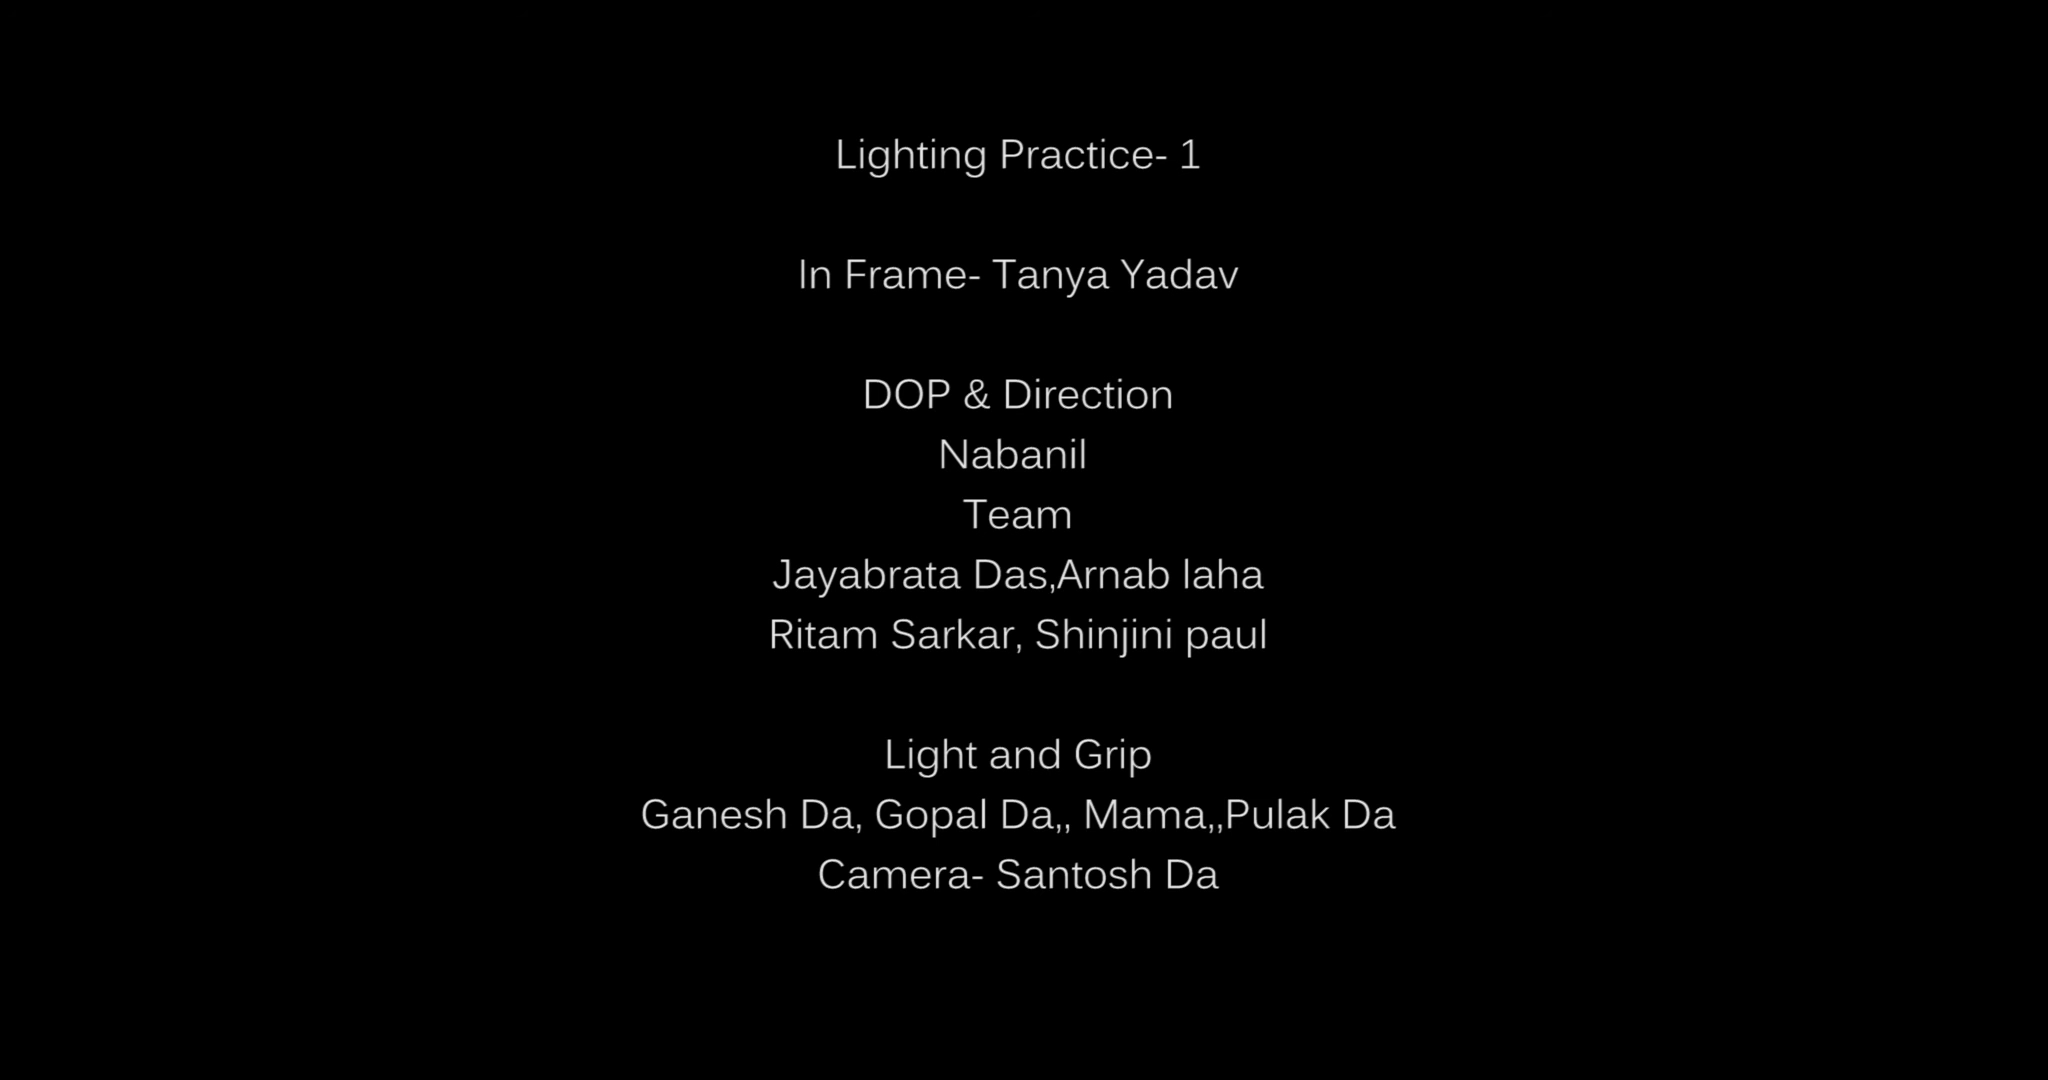 Lighting Practice- 1
In Frame- Tanya Yadav
DOP & Direction
Nabanil
Team
Jayabrata Das,Arnab laha
Ritam Sarkar, Shinjini paul
Light and Grip
Ganesh Da, Gopal Da,, Mama,,Pulak Da
Camera- Santosh Da